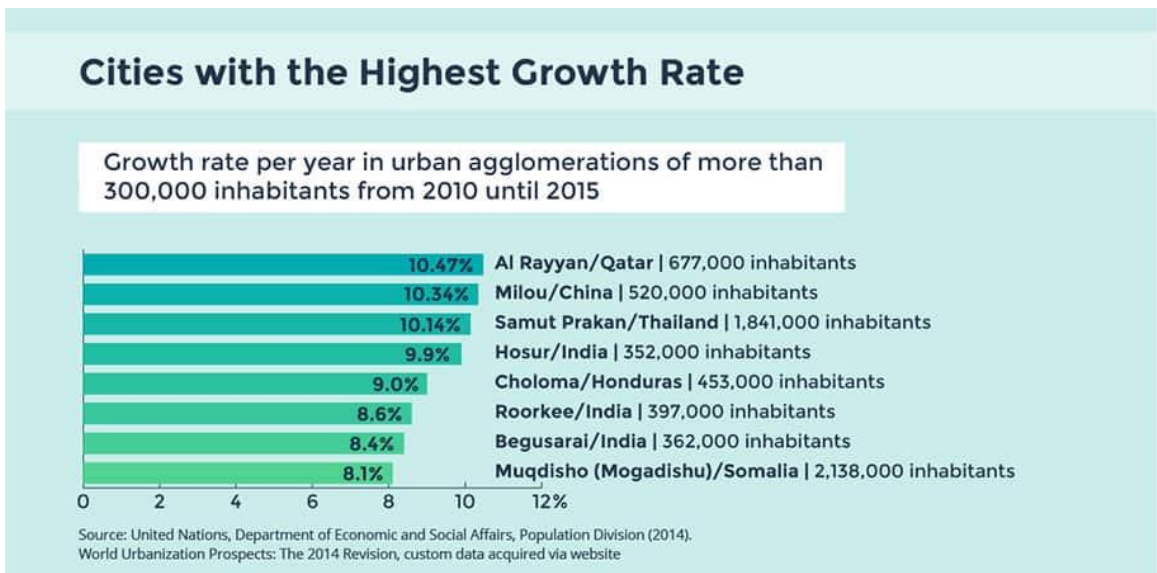 Cities with the Highest Growth Rate
Growth rate per year in urban agglomerations of more than
300,000 inhabitants from 2010 until 2015
10.47% Al Rayyan/Qatar | 677,000 inhabitants
10.34% Milou/China | 520,000 inhabitants
10.14% Samut Prakan/Thailand | 1,841,000 inhabitants
9.9% Hosur/India | 352,000 inhabitants
9.0% Choloma/Honduras | 453,000 inhabitants
8.6% Roorkee/India | 397,000 inhabitants
8.4% Begusarai/India | 362,000 inhabitants
8.1% Muqdisho (Mogadishu)/Somalia | 2,138,000 inhabitants
0 2 4 6 8 10 12%
Source: United Nations, Department of Economic and Social Affairs, Population Division (2014).
World Urbanization Prospects: The 2014 Revision, custom data acquired via website